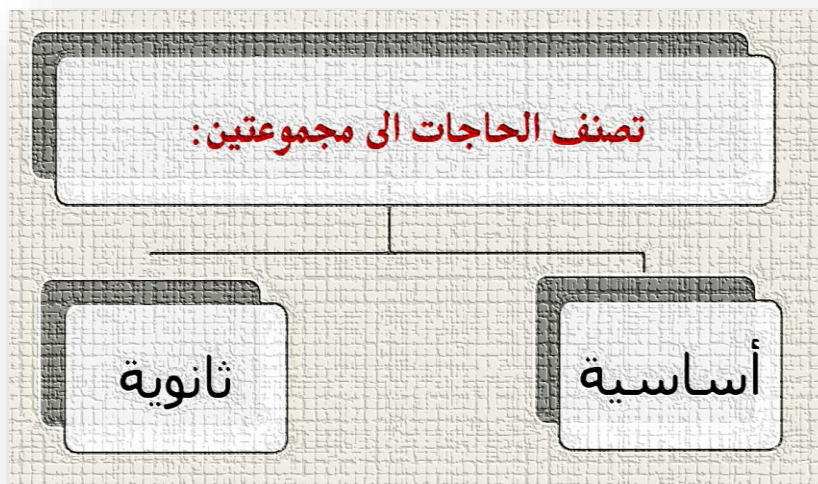 تصنف الحاجات الى مجموعتين:
أساسية
ثانوية